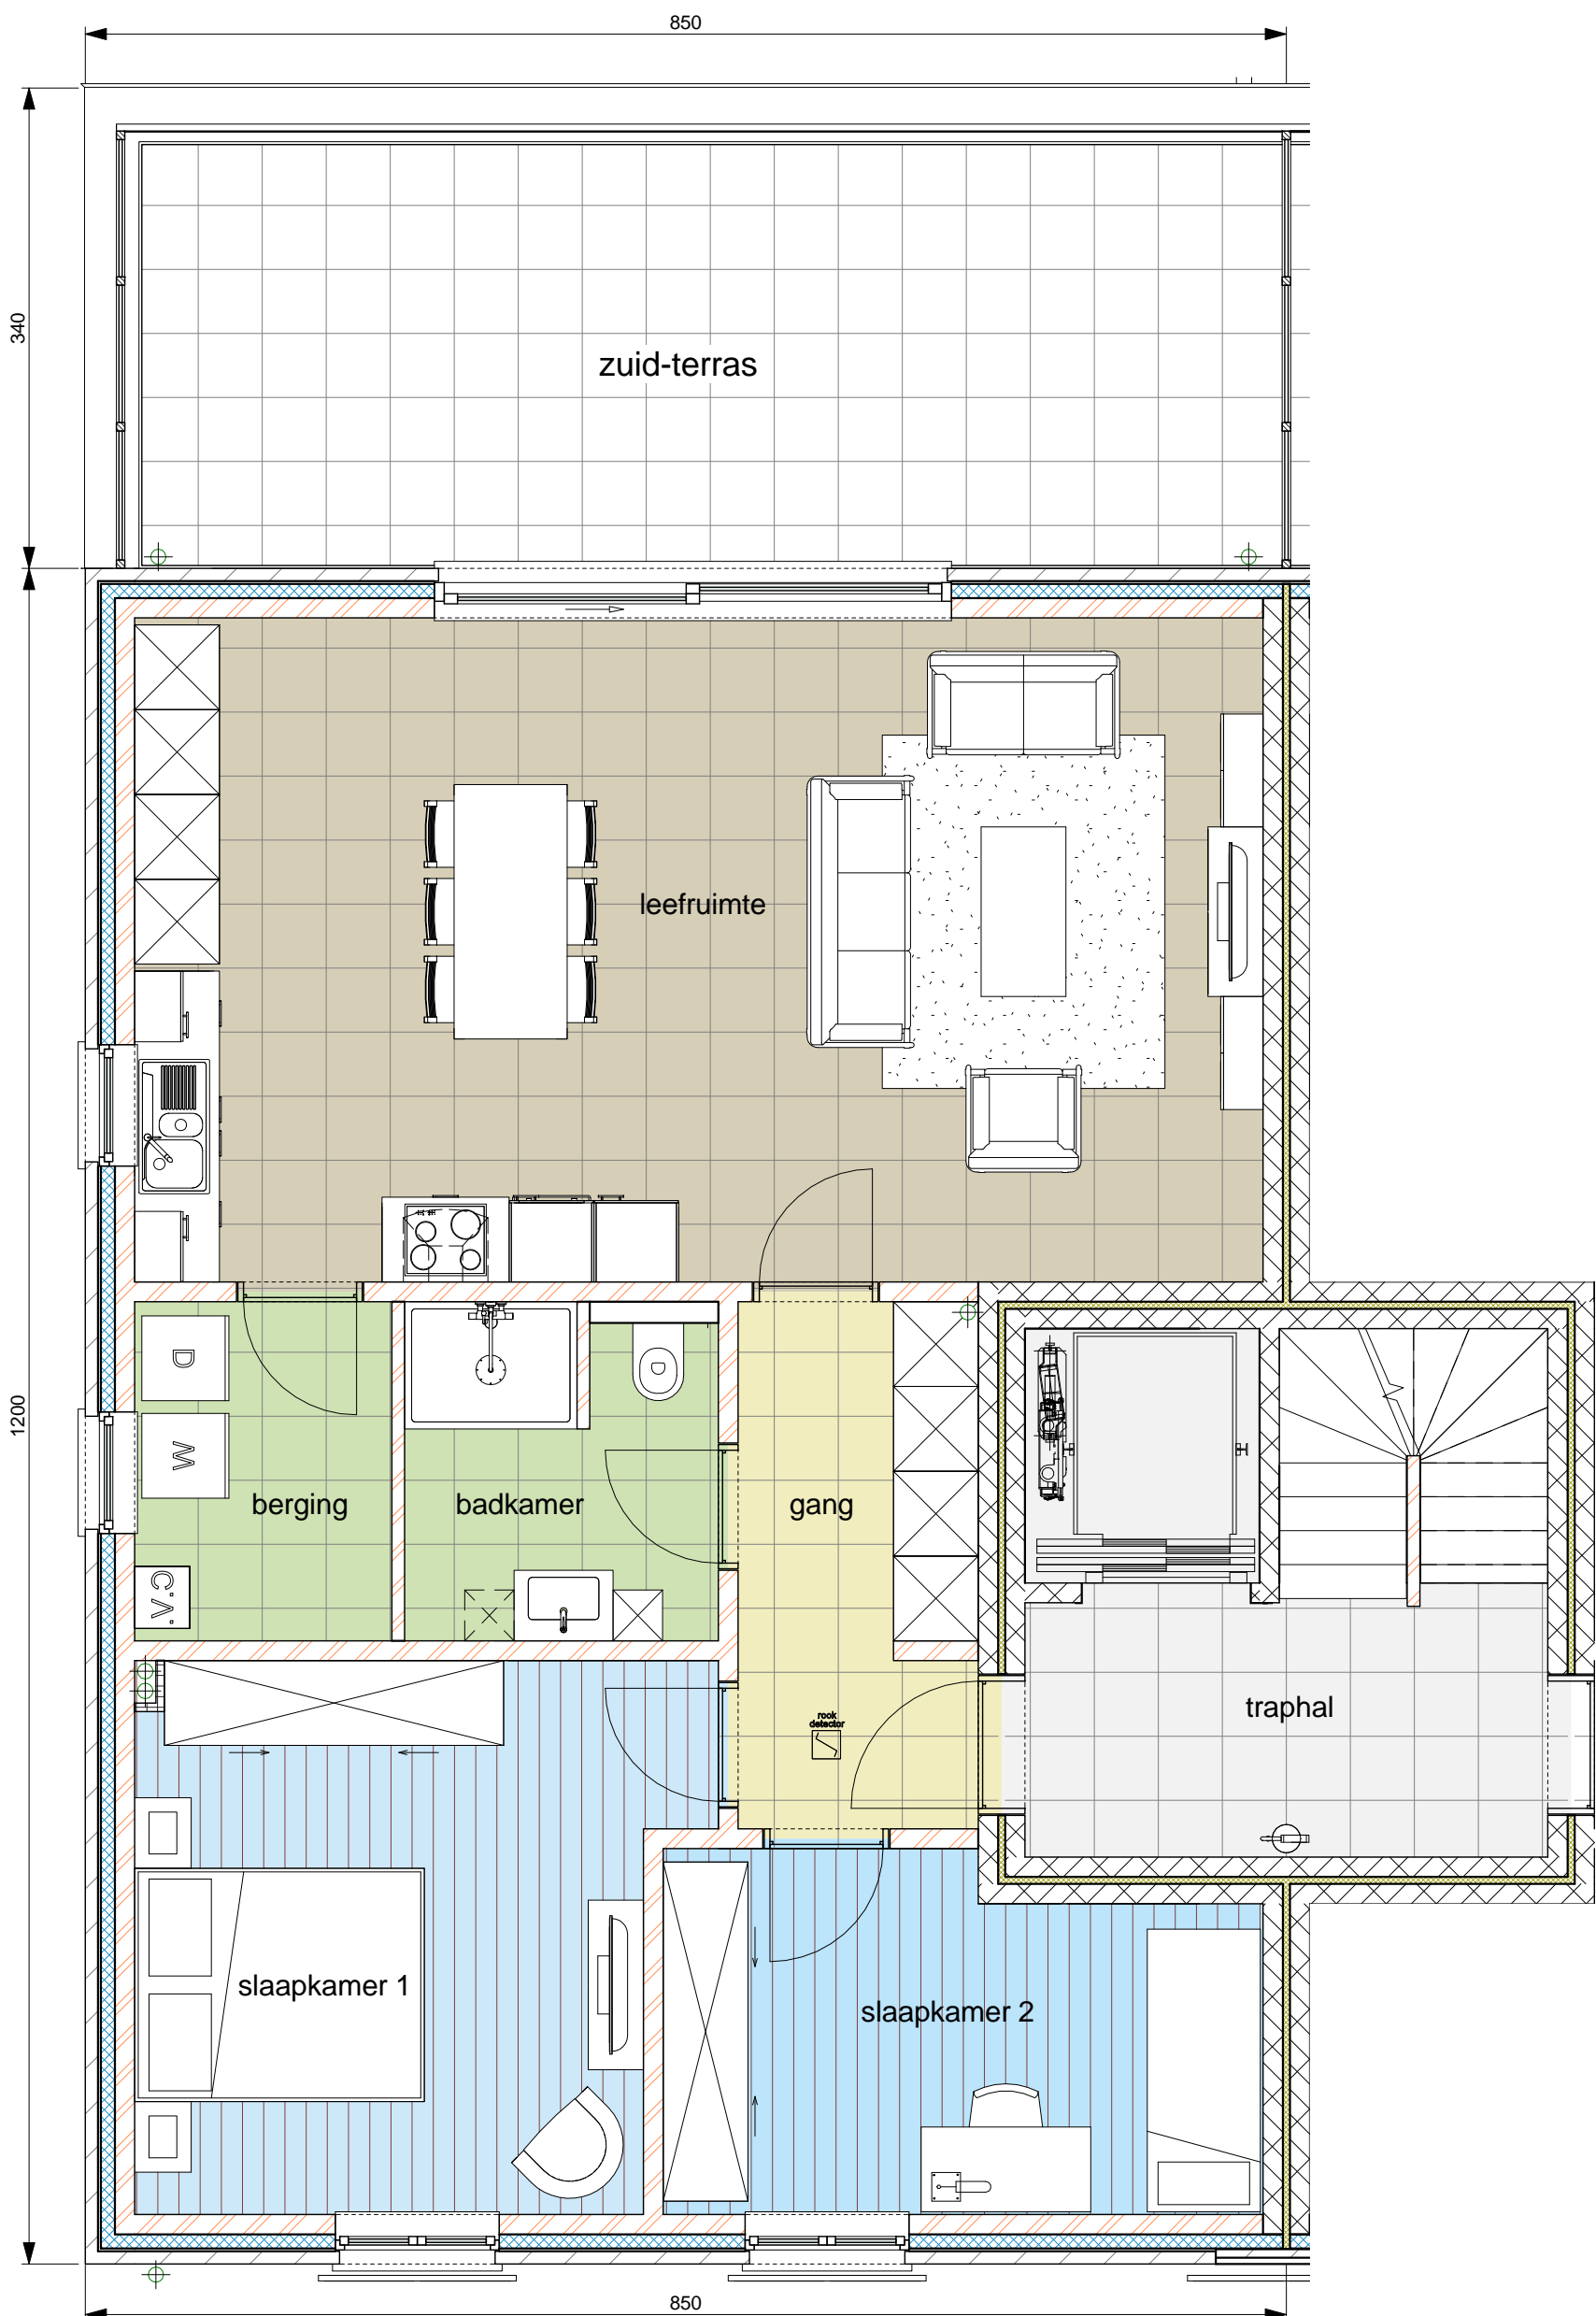 850
340
zuid-terras
leefruimte
1200
D
W
berging
badkamer
gang
C.V.
rook
detector
traphal
slaapkamer 1
slaapkamer 2
850